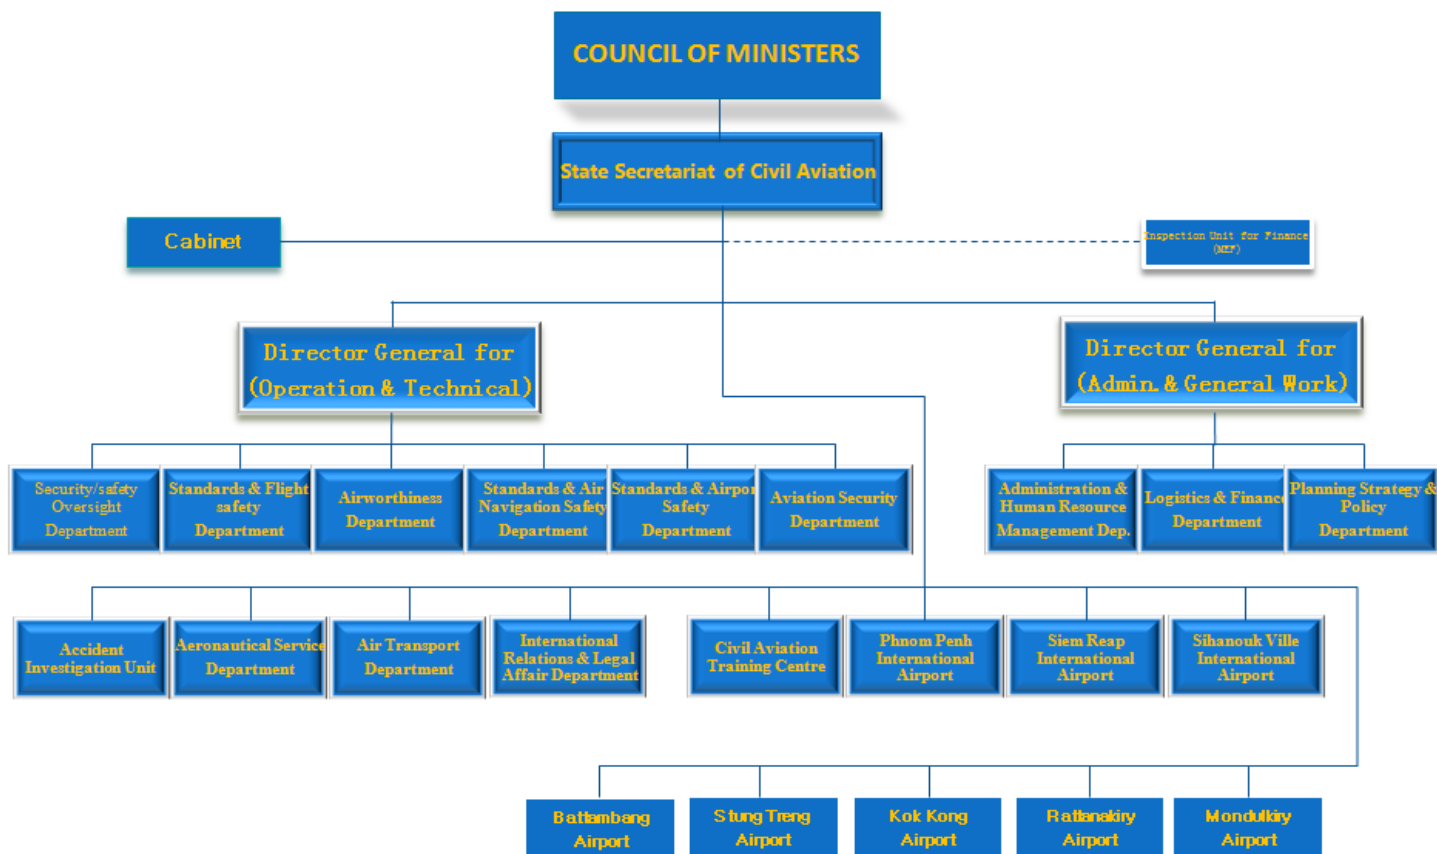 COUNCIL OF MINISTERS
State Secretariat of Civil Aviation
Cabinet
Inspection Unit for Finance
(MEF)
Director General for
(Operation & Technical)
Director General for
(Admin. & General Work)
Security/safety
Oversight
Department
Standards & Flight
safety
Department
Airworthiness
Department
Standards & Air
Navigation Safety
Department
Standards & Airpor
Safety
Department
Aviation Security
Department
Administration &
Human Resource
Management Dep.
Logistics & Finance
Department
Planning Strategy &
Policy
Department
Accident
Investigation Unit
Aeronautical Service
Department
Air Transport
Department
International
Relations & Legal
Affair Department
Civil Aviation
Training Centre
Phnom Penh
International
Airport
Siem Reap
International
Airport
Sihanouk Ville
International
Airport
Battambang
Airport
Stung Treng
Airport
Kok Kong
Airport
Rattanakiry
Airport
Mondulkiry
Airport